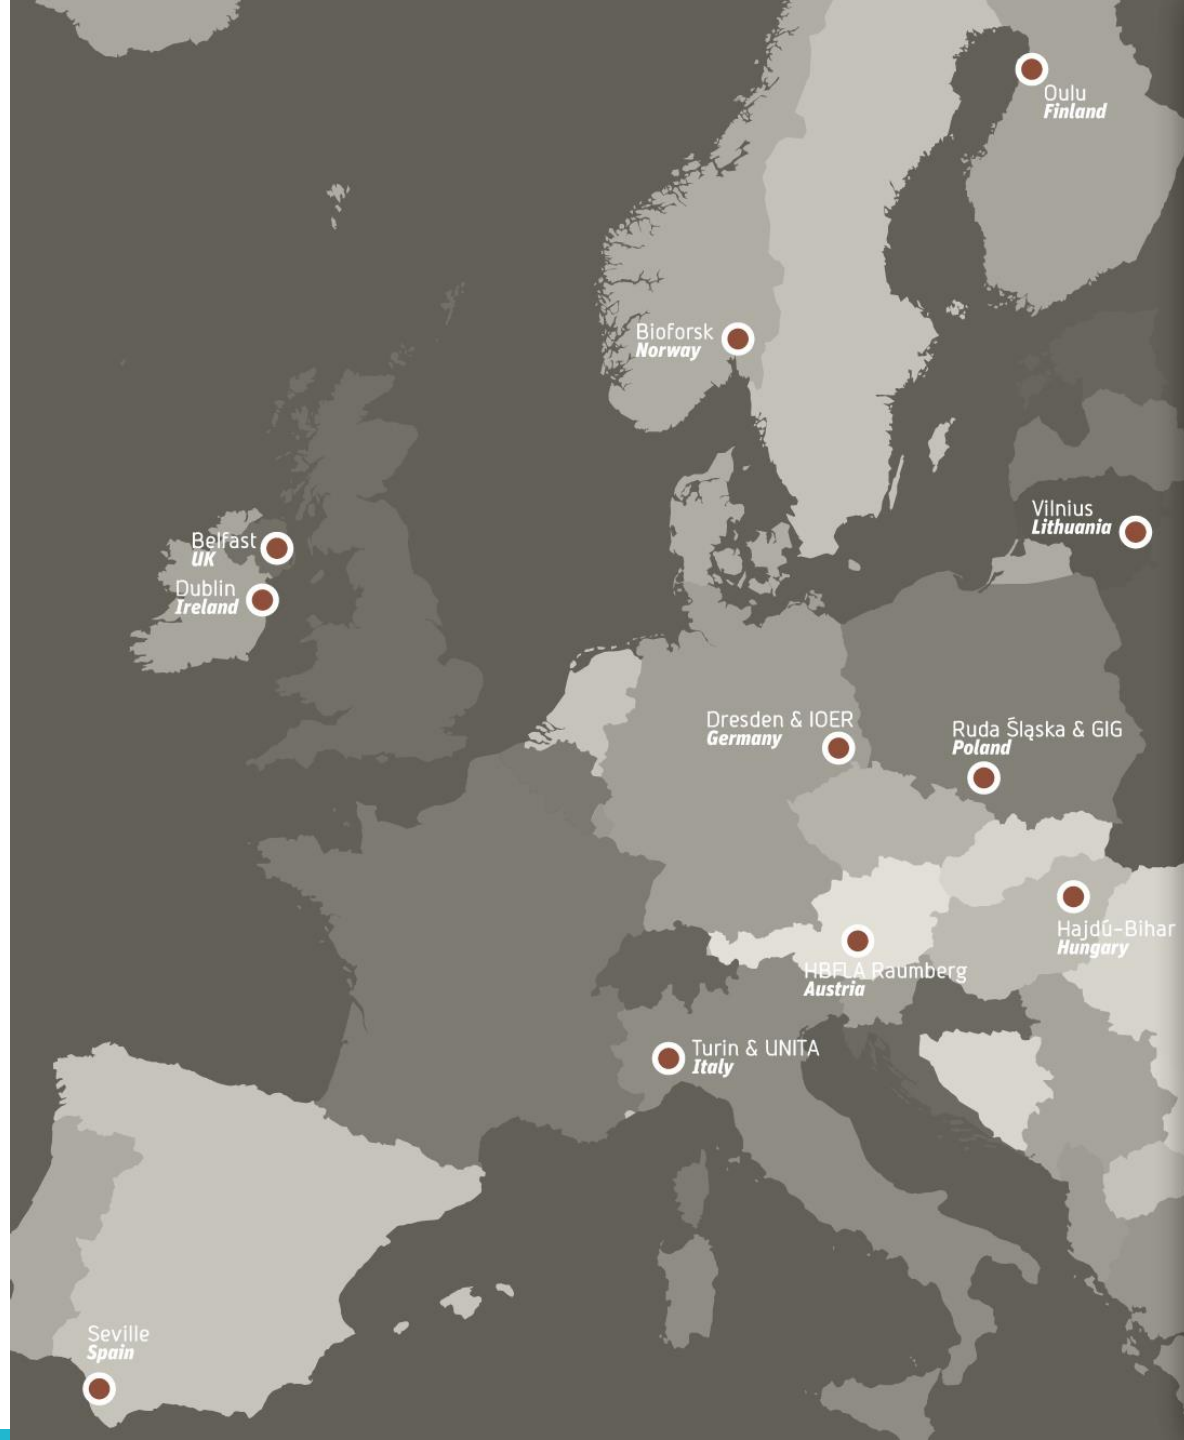 Oulu
Finland
Bioforsk
Norway
Vilnius
Lithuania
Belfast
UK
Dublin
Ireland
Dresden & IOER
Germany
Ruda Śląska & GIG
Poland
Hajdú-Bihar
Hungary
HBFLA Raumberg
Austria
Turin & UNITA
Italy
Seville
Spain